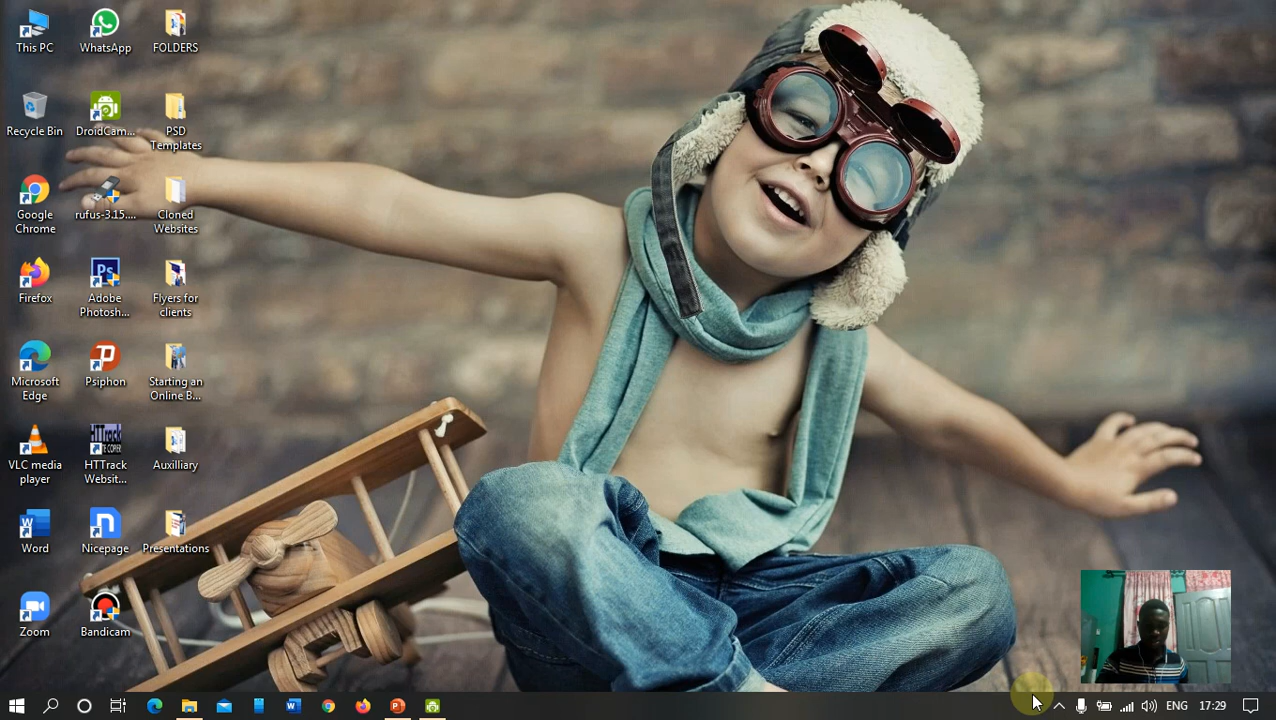 This PC
WhatsApp
FOLDERS
Recycle Bin
DroidCam...
PSD
Templates
Google
Chrome
rufus-3.15....
Cloned
Websites
Firefox
Ps
Adobe
Photosh...
Flyers for
clients
Microsoft
Edge
Psiphon
Starting an
Online B...
VLC media
player
HTTrack
Websit...
Auxilliary
Word
Nicepage
Presentations
Zoom
Bandicam
ENG
17:29